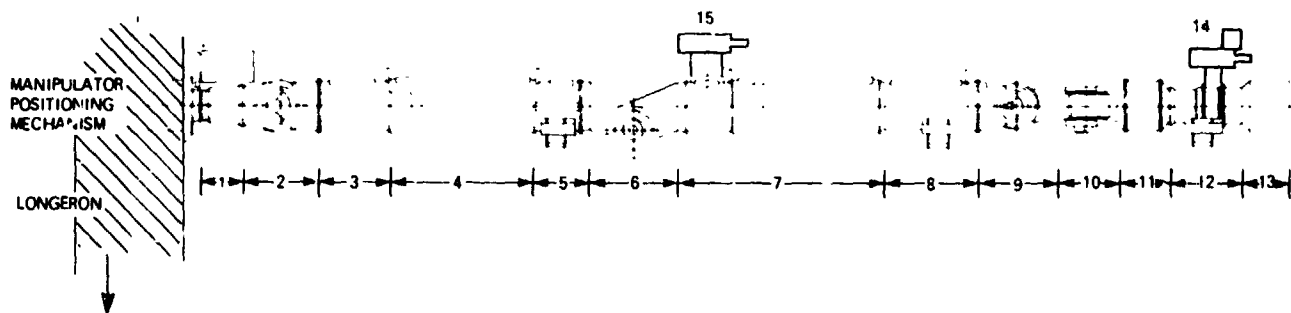 15
14
MANIPULATOR
POSITIONING
MECHANISM
1 2 3 4 5 6 7 8 9 10 11 12 13
LONGERON